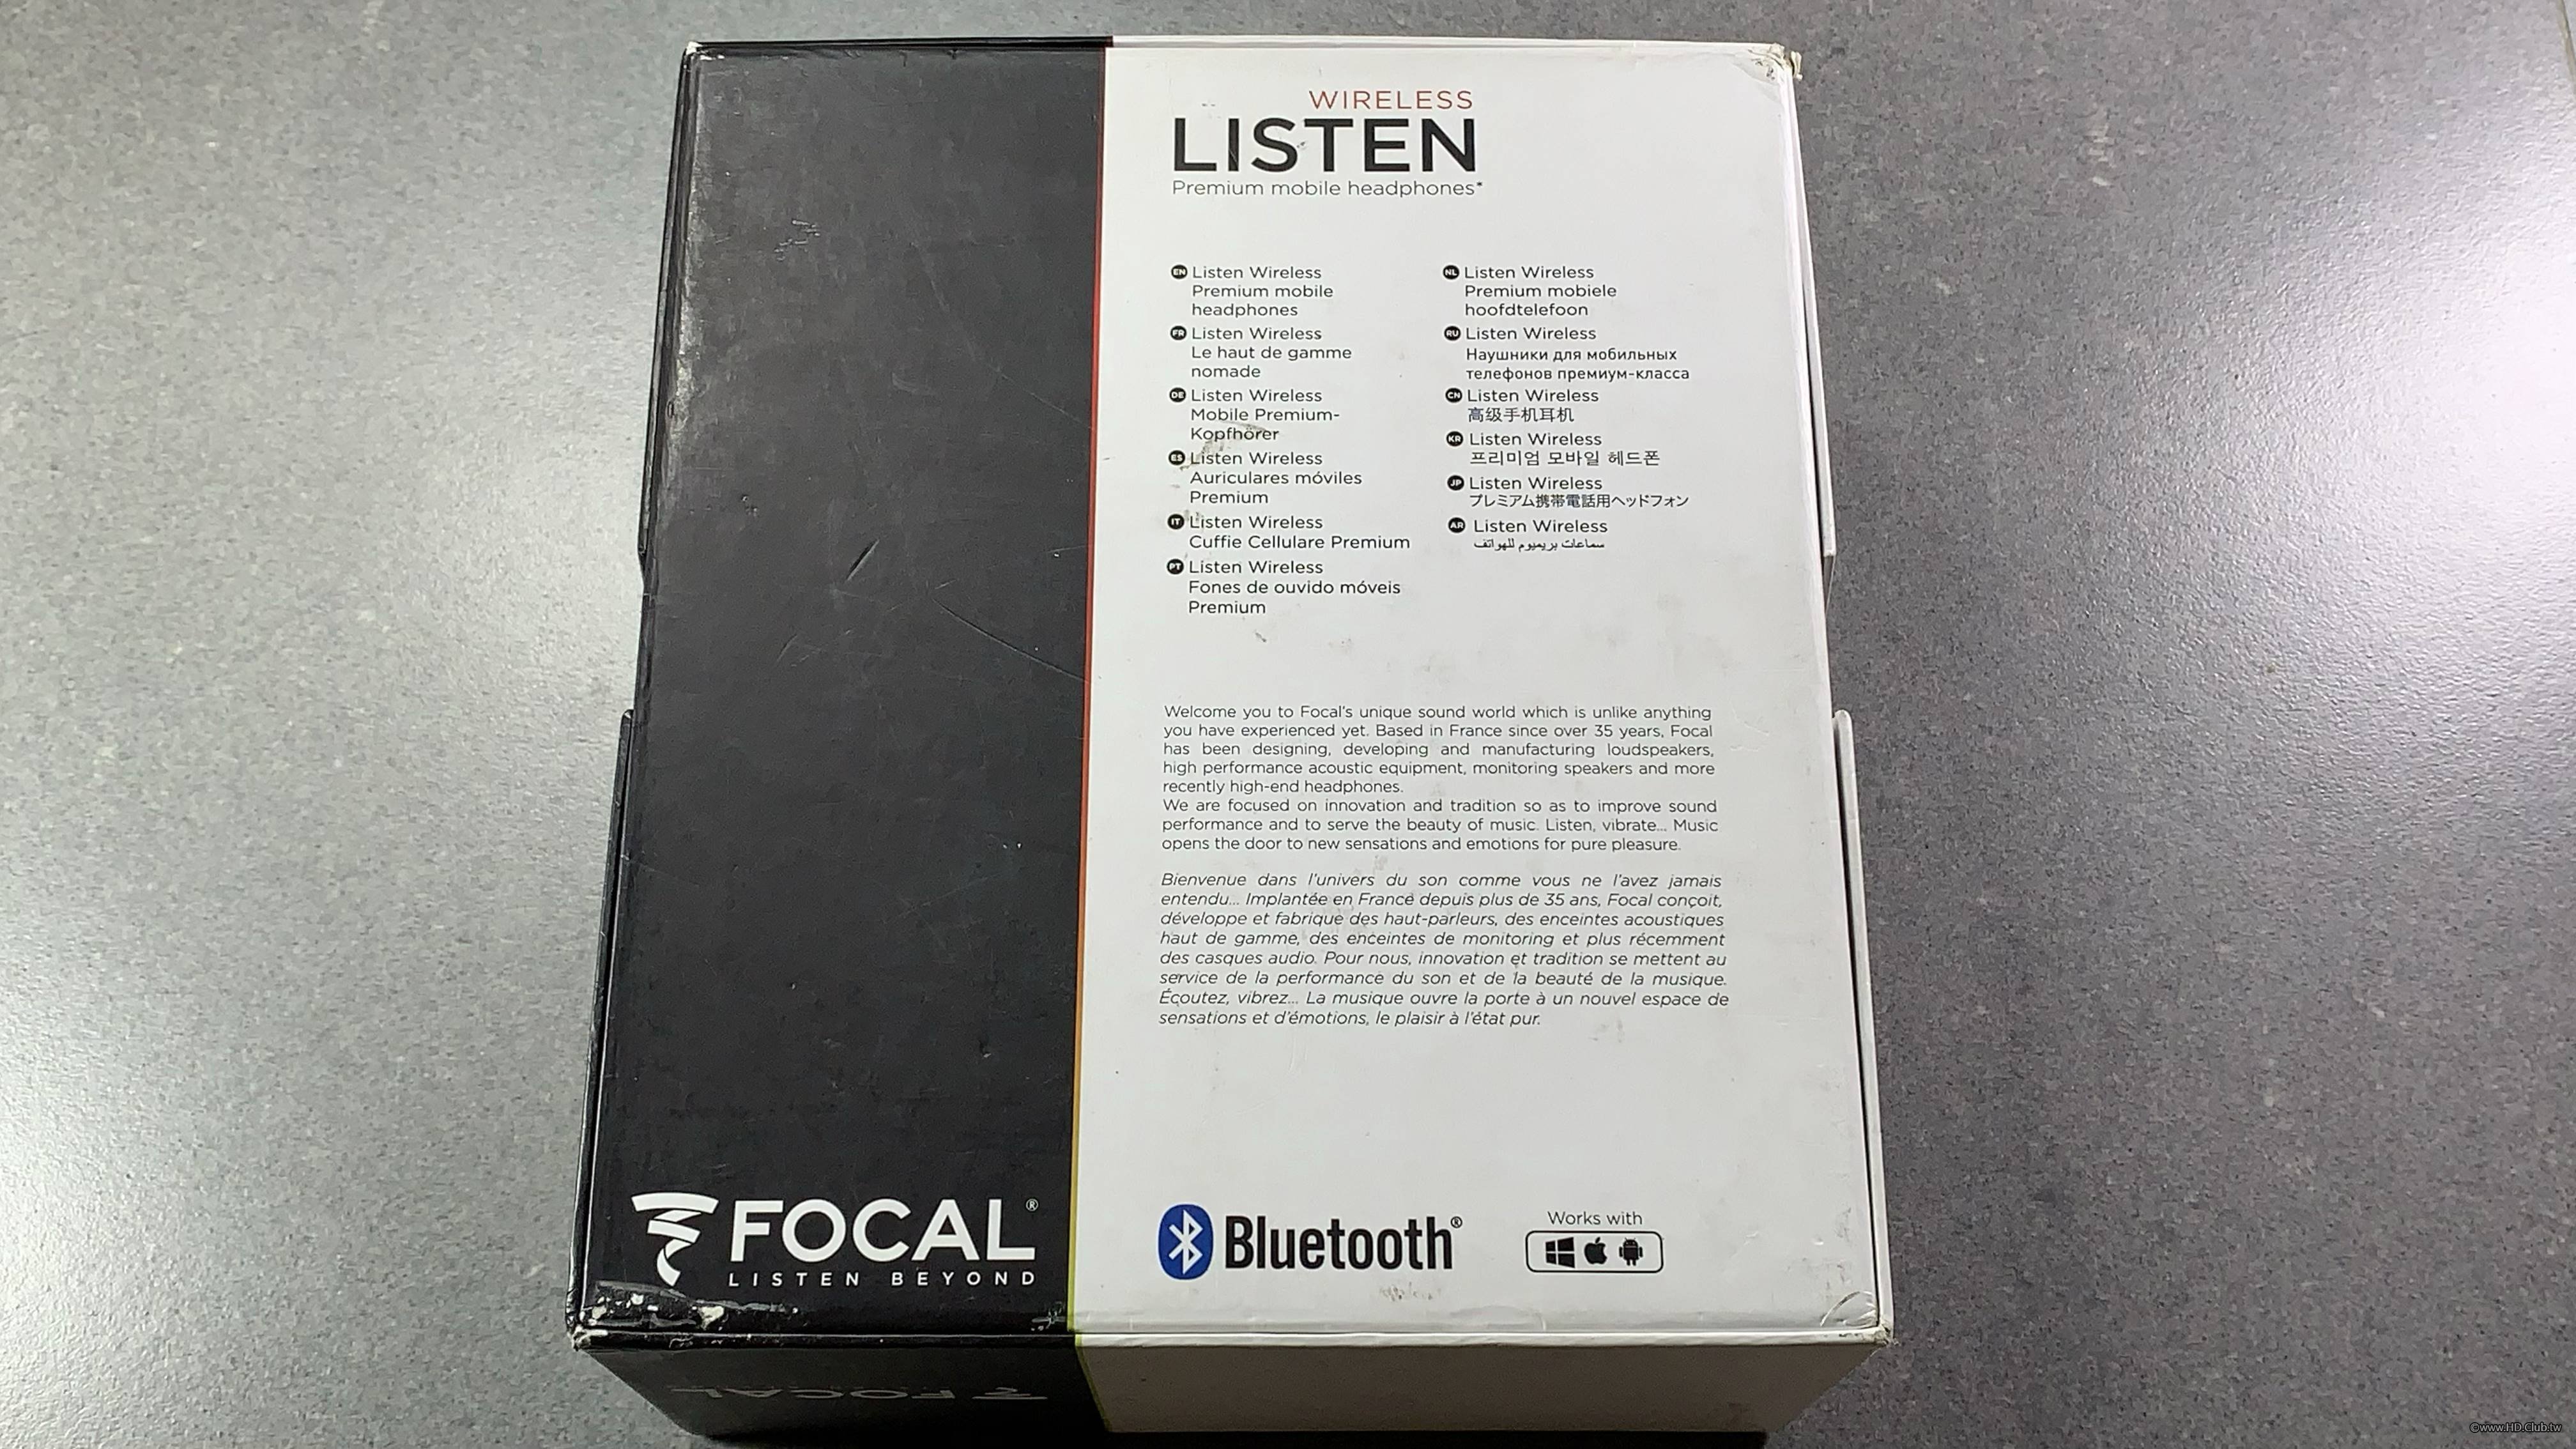 WIRELESS
LISTEN
Premium mobile headphones*
EN Listen Wireless
Premium mobile
headphones
FR Listen Wireless
Le haut de gamme
nomade
DE Listen Wireless
Mobile Premium-
Kopfhörer
ES Listen Wireless
Auriculares móviles
Premium
IT Listen Wireless
Cuffie Cellulare Premium
PT Listen Wireless
Fones de ouvido móveis
Premium
NL Listen Wireless
Premium mobiele
hoofdtelefoon
RU Listen Wireless
Наушники для мобильных
телефонов премиум-класса
CN Listen Wireless
高级手机耳机
KR Listen Wireless
프리미엄 모바일 헤드폰
JP Listen Wireless
プレミアム携帯電話用ヘッドフォン
AR Listen Wireless
سماعات بريميوم للهواتف
Welcome you to Focal's unique sound world which is unlike anything
you have experienced yet. Based in France since over 35 years, Focal
has been designing, developing and manufacturing loudspeakers,
high performance acoustic equipment, monitoring speakers and more
recently high-end headphones.
We are focused on innovation and tradition so as to improve sound
performance and to serve the beauty of music. Listen, vibrate... Music
opens the door to new sensations and emotions for pure pleasure.
Bienvenue dans l'univers du son comme vous ne l'avez jamais
entendu... Implantée en France depuis plus de 35 ans, Focal conçoit,
développe et fabrique des haut-parleurs, des enceintes acoustiques
haut de gamme, des enceintes de monitoring et plus récemment
des casques audio. Pour nous, innovation et tradition se mettent au
service de la performance du son et de la beauté de la musique.
Écoutez, vibrez... La musique ouvre la porte à un nouvel espace de
sensations et d'émotions, le plaisir à l'état pur.
FOCAL®
LISTEN BEYOND
Bluetooth®
Works with
FOCAL
©www.HD.Club.tw